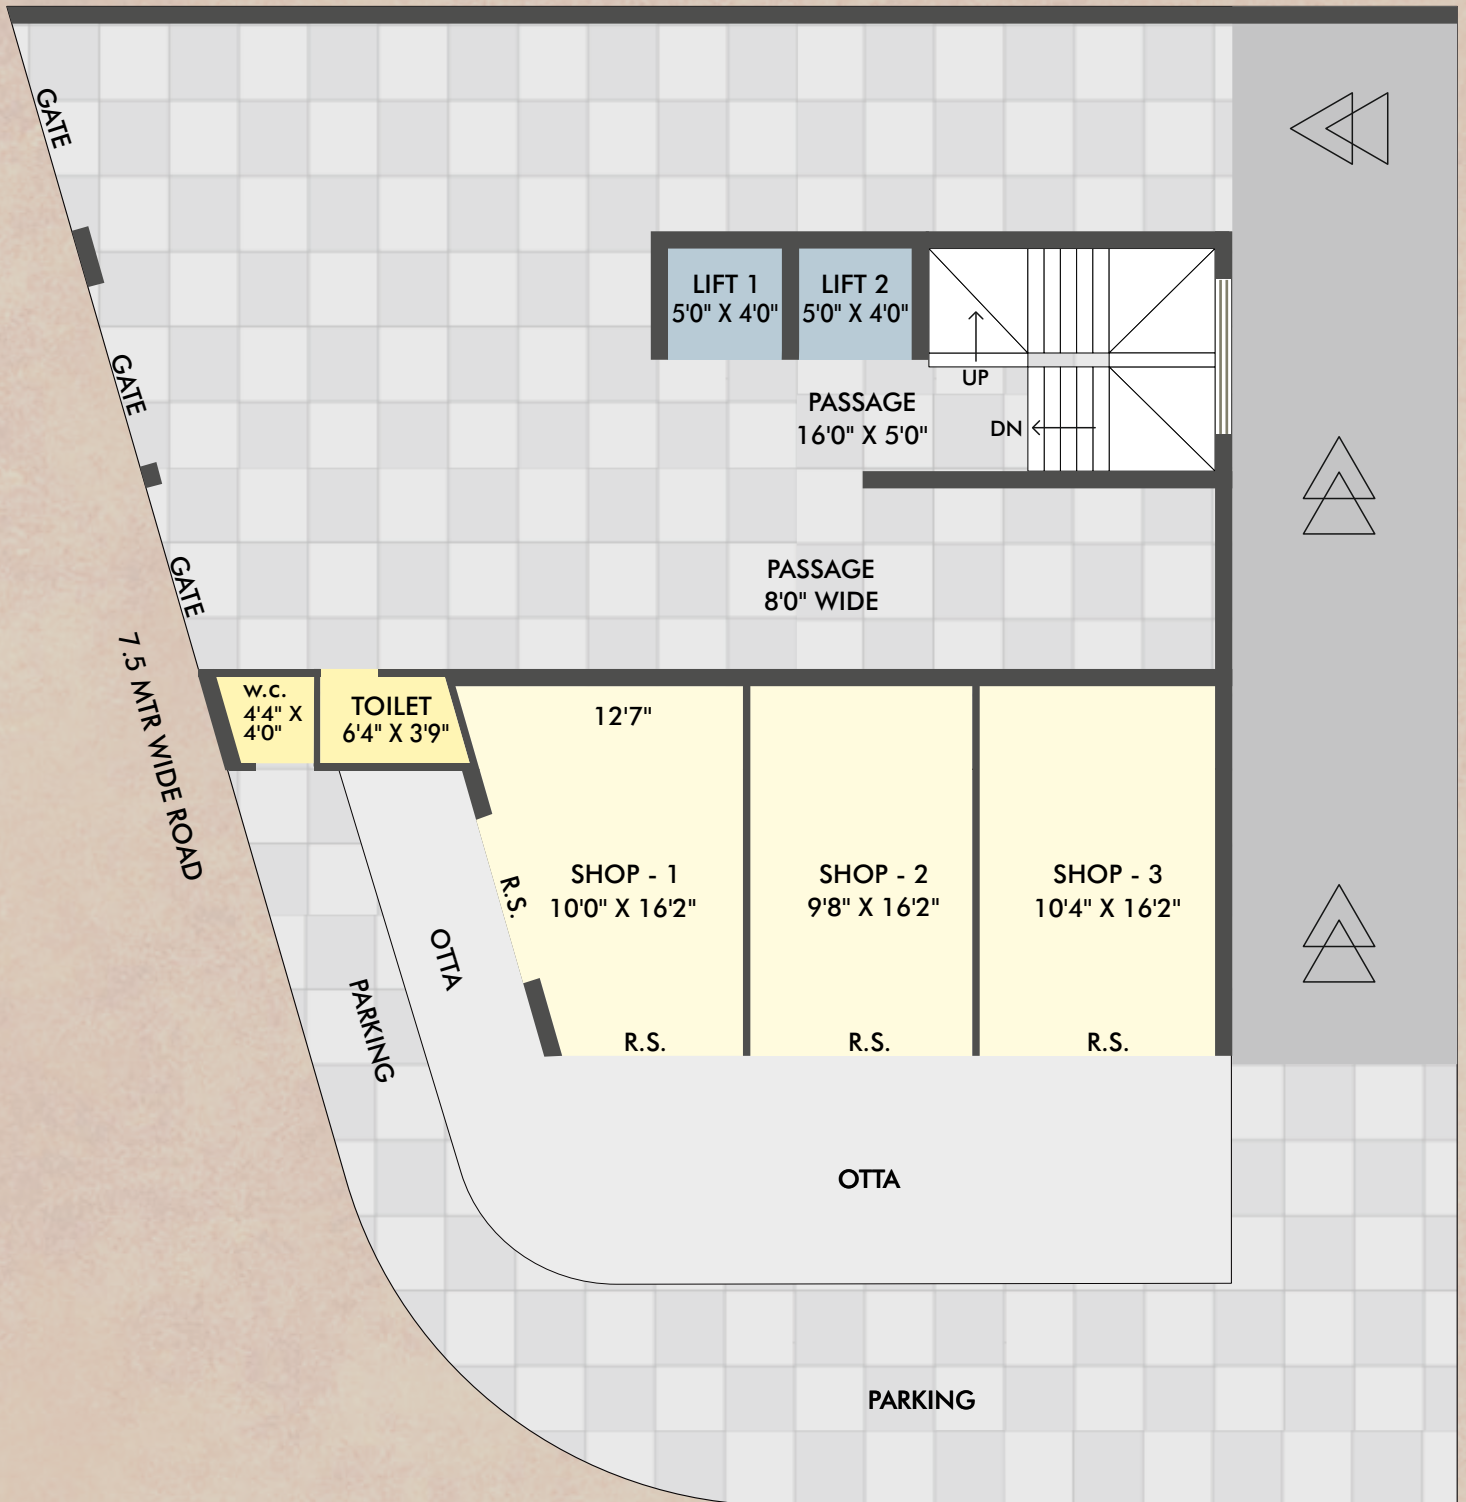 GATE
LIFT 1
5'0" X 4'0"
LIFT 2
5'0" X 4'0"
UP
GATE
PASSAGE
16'0" X 5'0"
DN
GATE
PASSAGE
8'0" WIDE
7.5 MTR WIDE ROAD
W.C.
4'4" X
4'0"
TOILET
6'4" X 3'9"
12'7"
SHOP - 1
10'0" X 16'2"
SHOP - 2
9'8" X 16'2"
SHOP - 3
10'4" X 16'2"
R.S.
OTTA
PARKING
R.S.
R.S.
R.S.
OTTA
PARKING